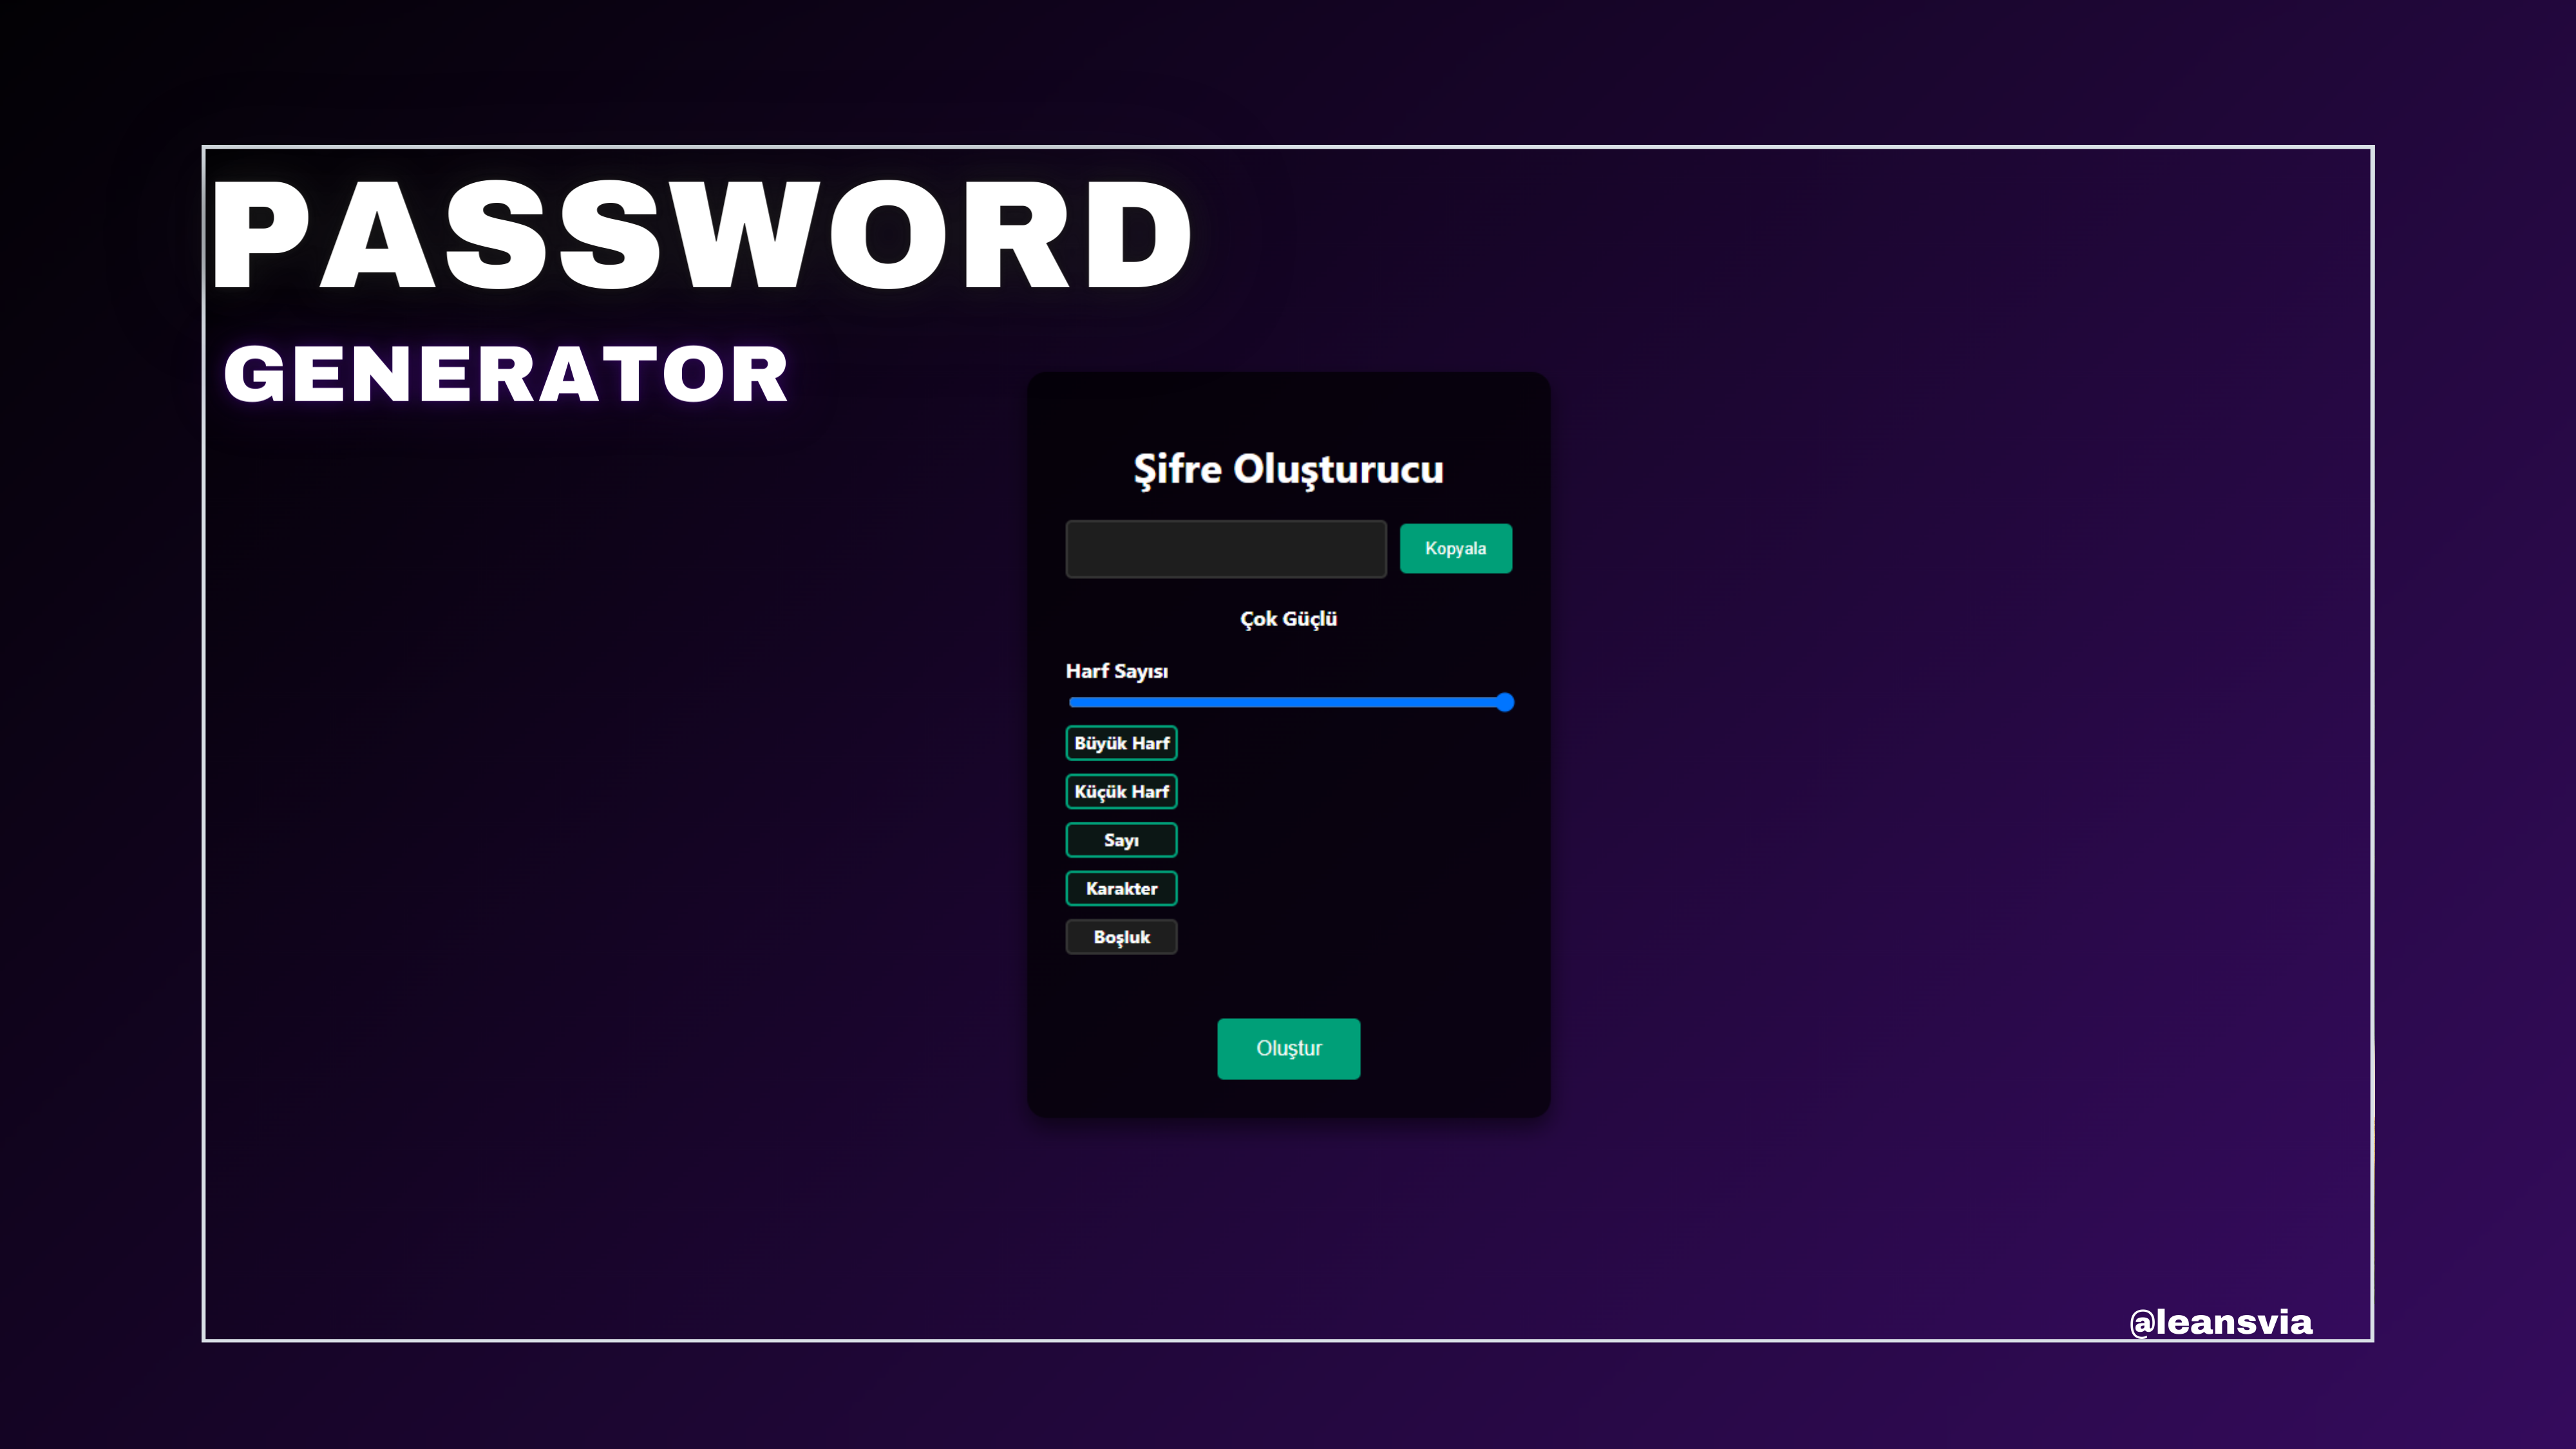 PASSWORD
GENERATOR
Şifre Oluşturucu
Kopyala
Çok Güçlü
Harf Sayısı
Büyük Harf
Küçük Harf
Sayı
Karakter
Boşluk
Oluştur
@leansvia